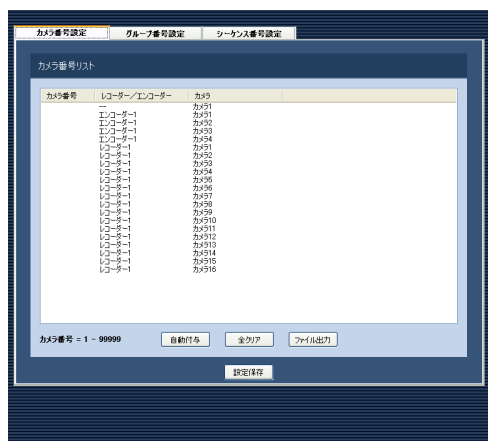 カメラ番号設定 グループ番号設定 シーケンス番号設定
カメラ番号リスト
カメラ番号 レコーダー/エンコーダー カメラ
--- カメラ1
エンコーダー1 カメラ1
エンコーダー1 カメラ2
エンコーダー1 カメラ3
エンコーダー1 カメラ4
レコーダー1 カメラ1
レコーダー1 カメラ2
レコーダー1 カメラ3
レコーダー1 カメラ4
レコーダー1 カメラ5
レコーダー1 カメラ6
レコーダー1 カメラ7
レコーダー1 カメラ8
レコーダー1 カメラ9
レコーダー1 カメラ10
レコーダー1 カメラ11
レコーダー1 カメラ12
レコーダー1 カメラ13
レコーダー1 カメラ14
レコーダー1 カメラ15
レコーダー1 カメラ16
カメラ番号 = 1 - 99999 自動付与 全クリア ファイル出力
設定保存